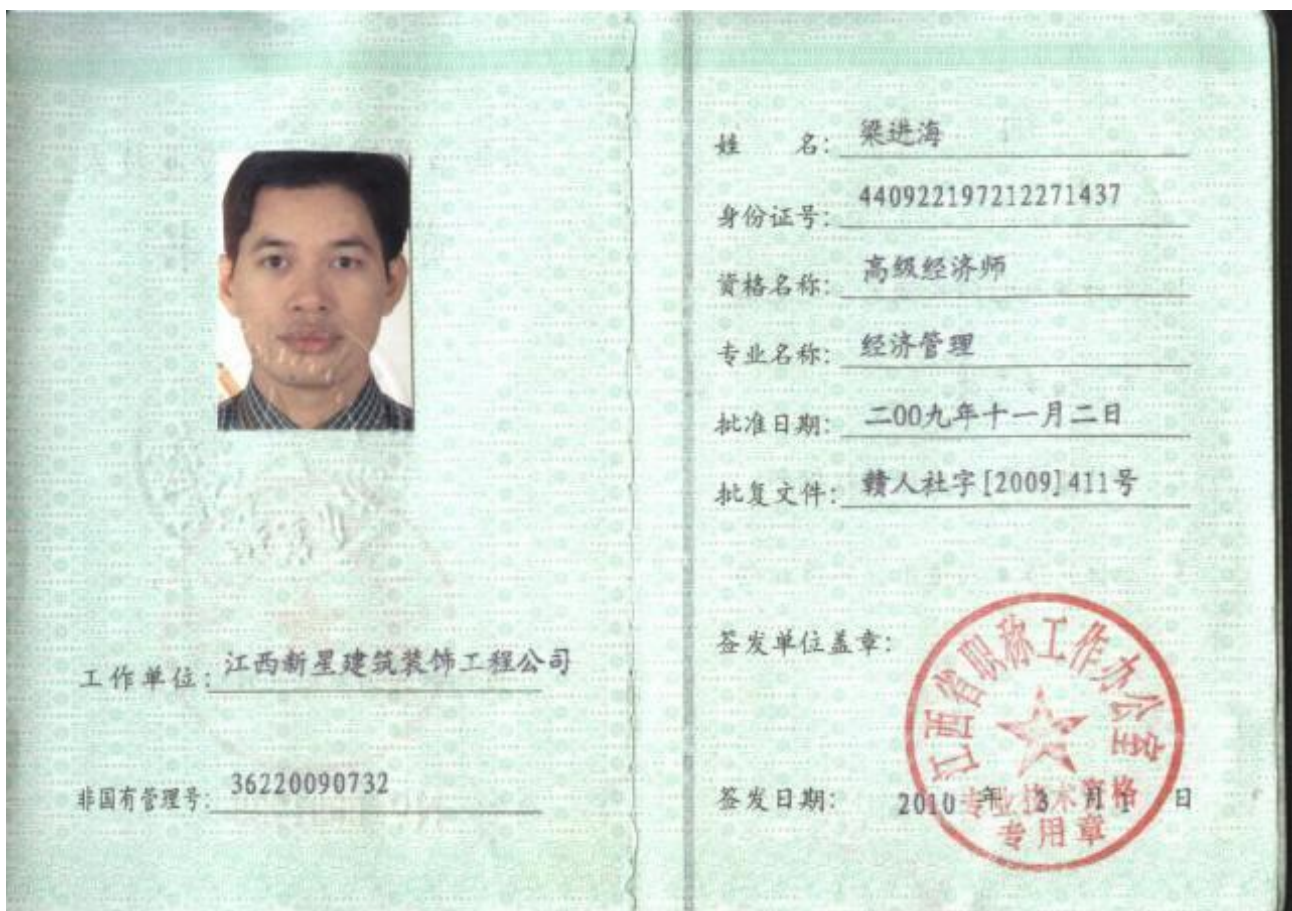 工作单位：江西新星建筑装饰工程公司
非国有管理号：36220090732
姓 名：梁进海
身份证号：440922197212271437
资格名称：高级经济师
专业名称：经济管理
批准日期：二00九年十一月二日
批复文件：赣人社字[2009]411号
签发单位盖章：
江西省职称工作办公室
专业技术资格
专用章
签发日期： 2010 年 3 月 1 日